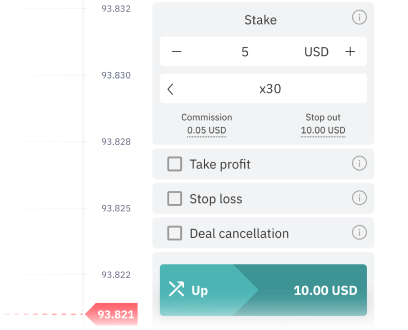 93.832
93.830
93.828
93.825
93.822
93.821
Stake
5 USD
x30
Commission
0.05 USD
Stop out
10.00 USD
Take profit
Stop loss
Deal cancellation
Up 10.00 USD